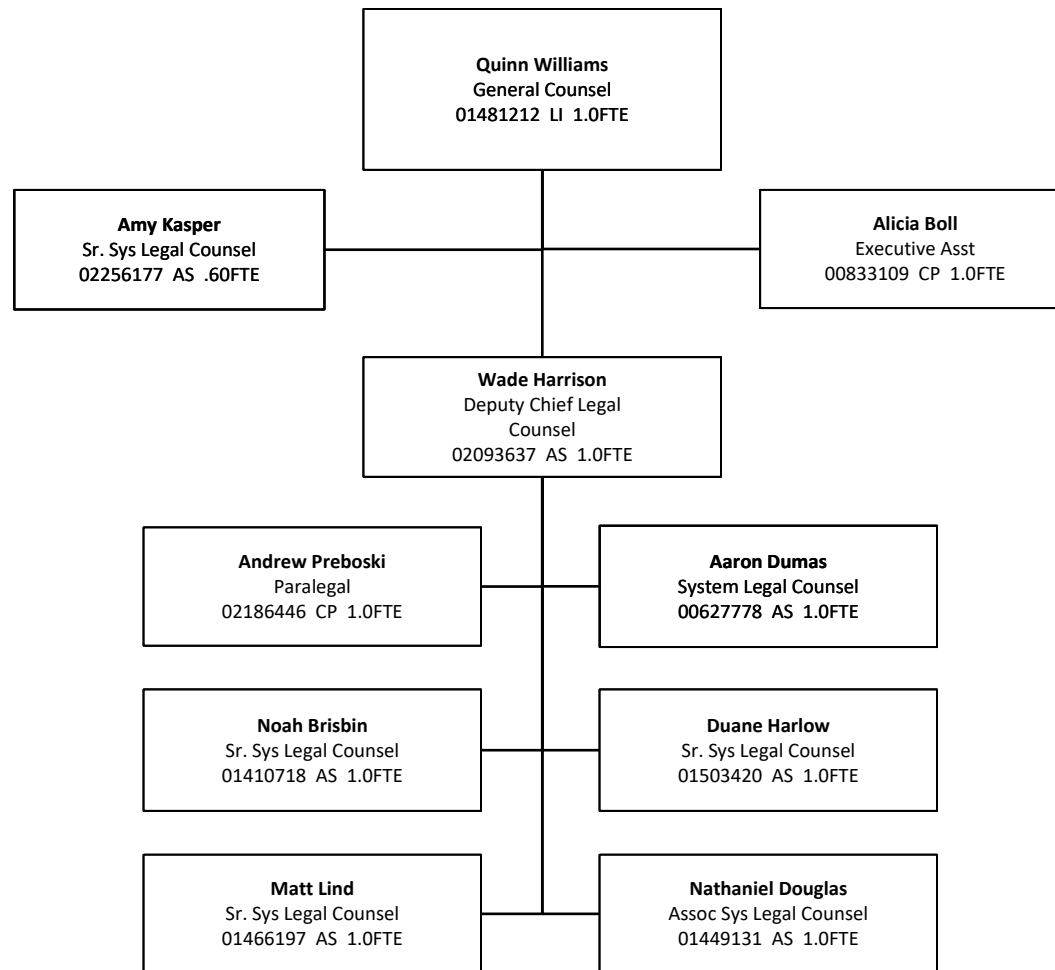 Quinn Williams
General Counsel
01481212 LI 1.0FTE
Amy Kasper
Sr. Sys Legal Counsel
02256177 AS .60FTE
Alicia Boll
Executive Asst
00833109 CP 1.0FTE
Wade Harrison
Deputy Chief Legal
Counsel
02093637 AS 1.0FTE
Andrew Preboski
Paralegal
02186446 CP 1.0FTE
Aaron Dumas
System Legal Counsel
00627778 AS 1.0FTE
Noah Brisbin
Sr. Sys Legal Counsel
01410718 AS 1.0FTE
Duane Harlow
Sr. Sys Legal Counsel
01503420 AS 1.0FTE
Matt Lind
Sr. Sys Legal Counsel
01466197 AS 1.0FTE
Nathaniel Douglas
Assoc Sys Legal Counsel
01449131 AS 1.0FTE